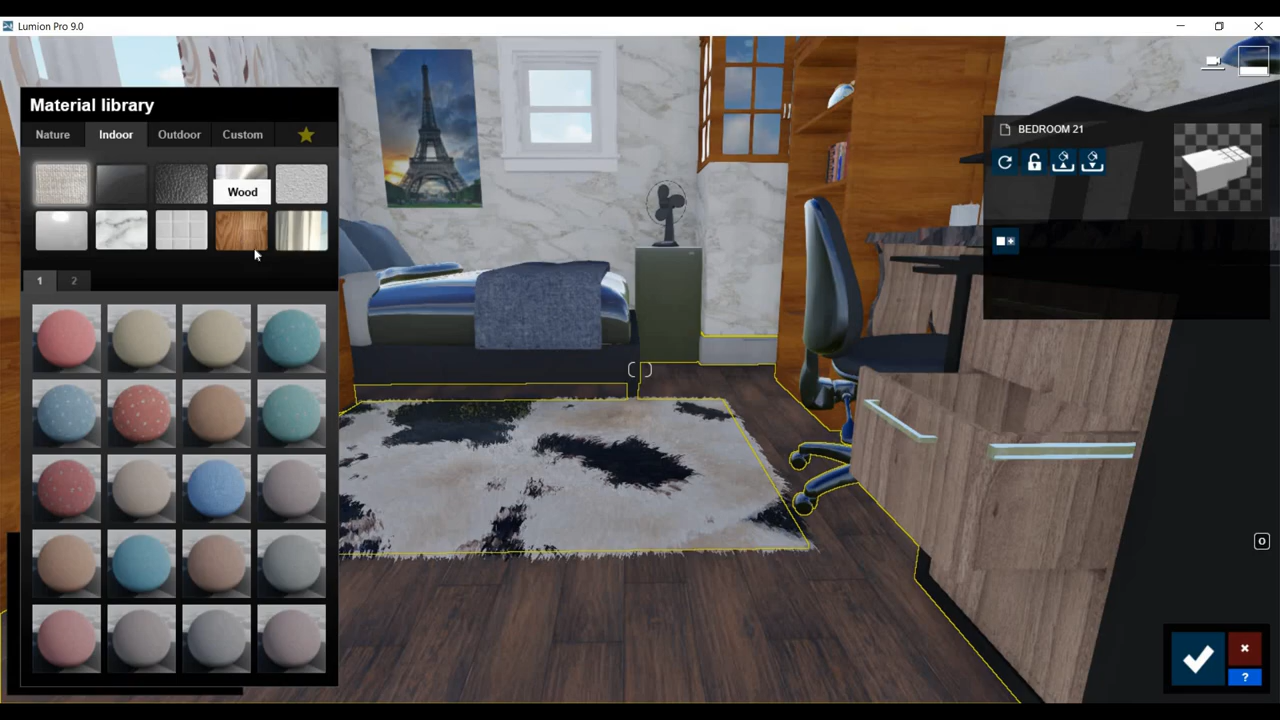 Lumion Pro 9.0
Material library
Nature Indoor Outdoor Custom
Wood
1 2
BEDROOM 21
O
?